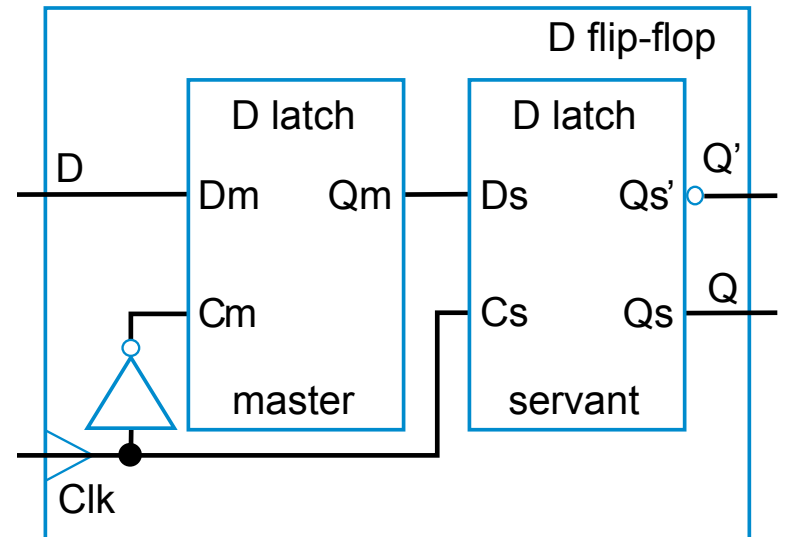 D flip-flop
D latch
D latch
D
Q’
Dm
Qm
Ds
Qs’
Cm
Cs
Qs
Q
master
servant
Clk